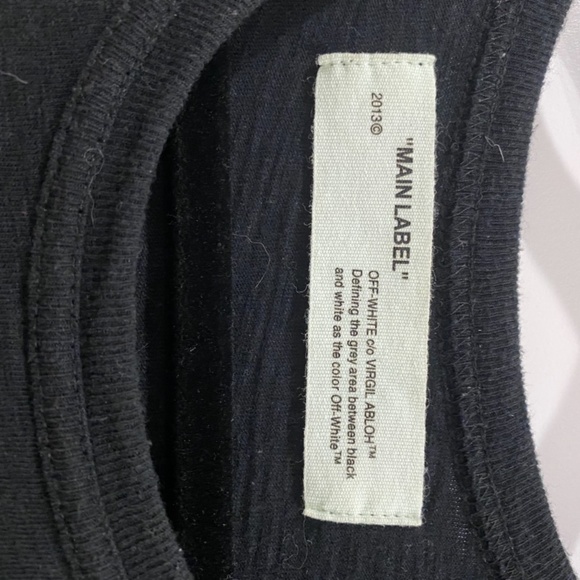 2013©
"MAIN LABEL"
OFF-WHITE c/o VIRGIL ABLOH™
Defining the grey area between black
and white as the color Off-White™